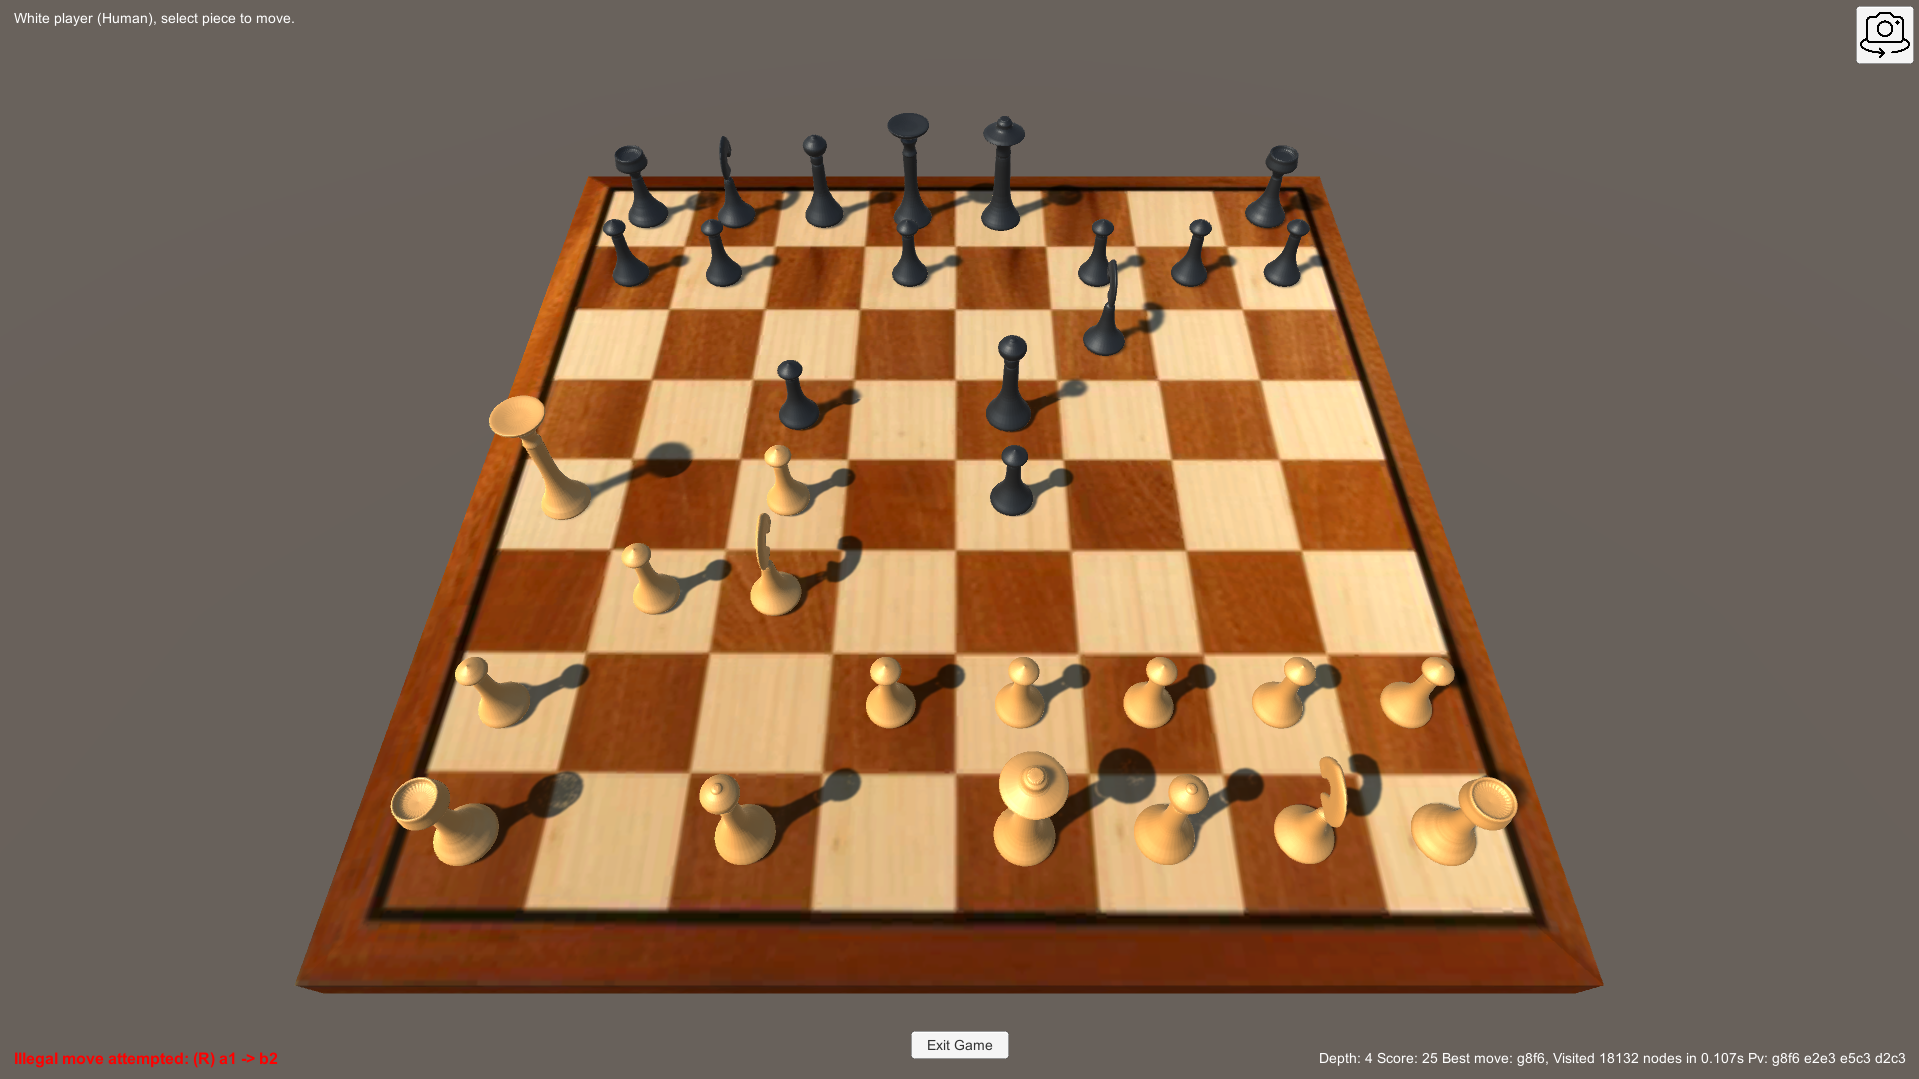 White player (Human), select piece to move.
Exit Game
Illegal move attempted: (R) a1 -> b2
Depth: 4 Score: 25 Best move: g8f6, Visited 18132 nodes in 0.107s Pv: g8f6 e2e3 e5c3 d2c3